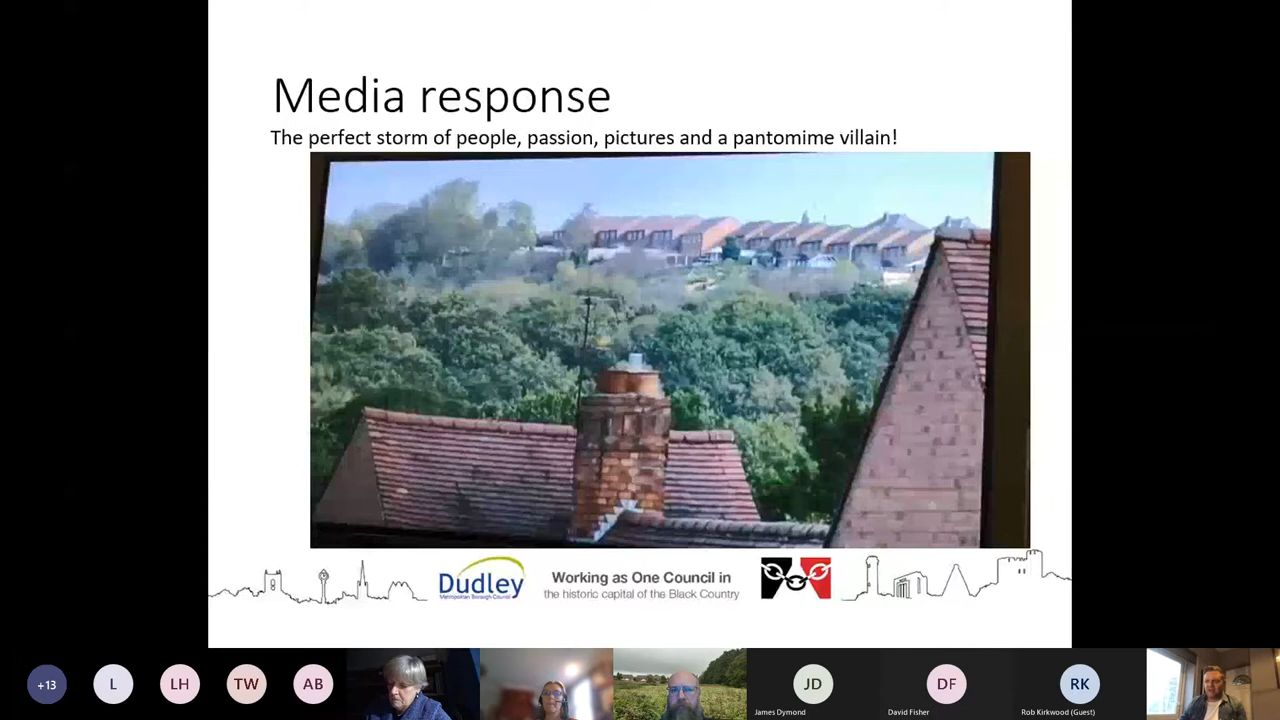 Media response
The perfect storm of people, passion, pictures and a pantomime villain!
Dudley
Metropolitan Borough Council
Working as One Council in
the historic capital of the Black Country
+13
L
LH
TW
AB
JD
DF
RK
James Dymond
David Fisher
Rob Kirkwood (Guest)